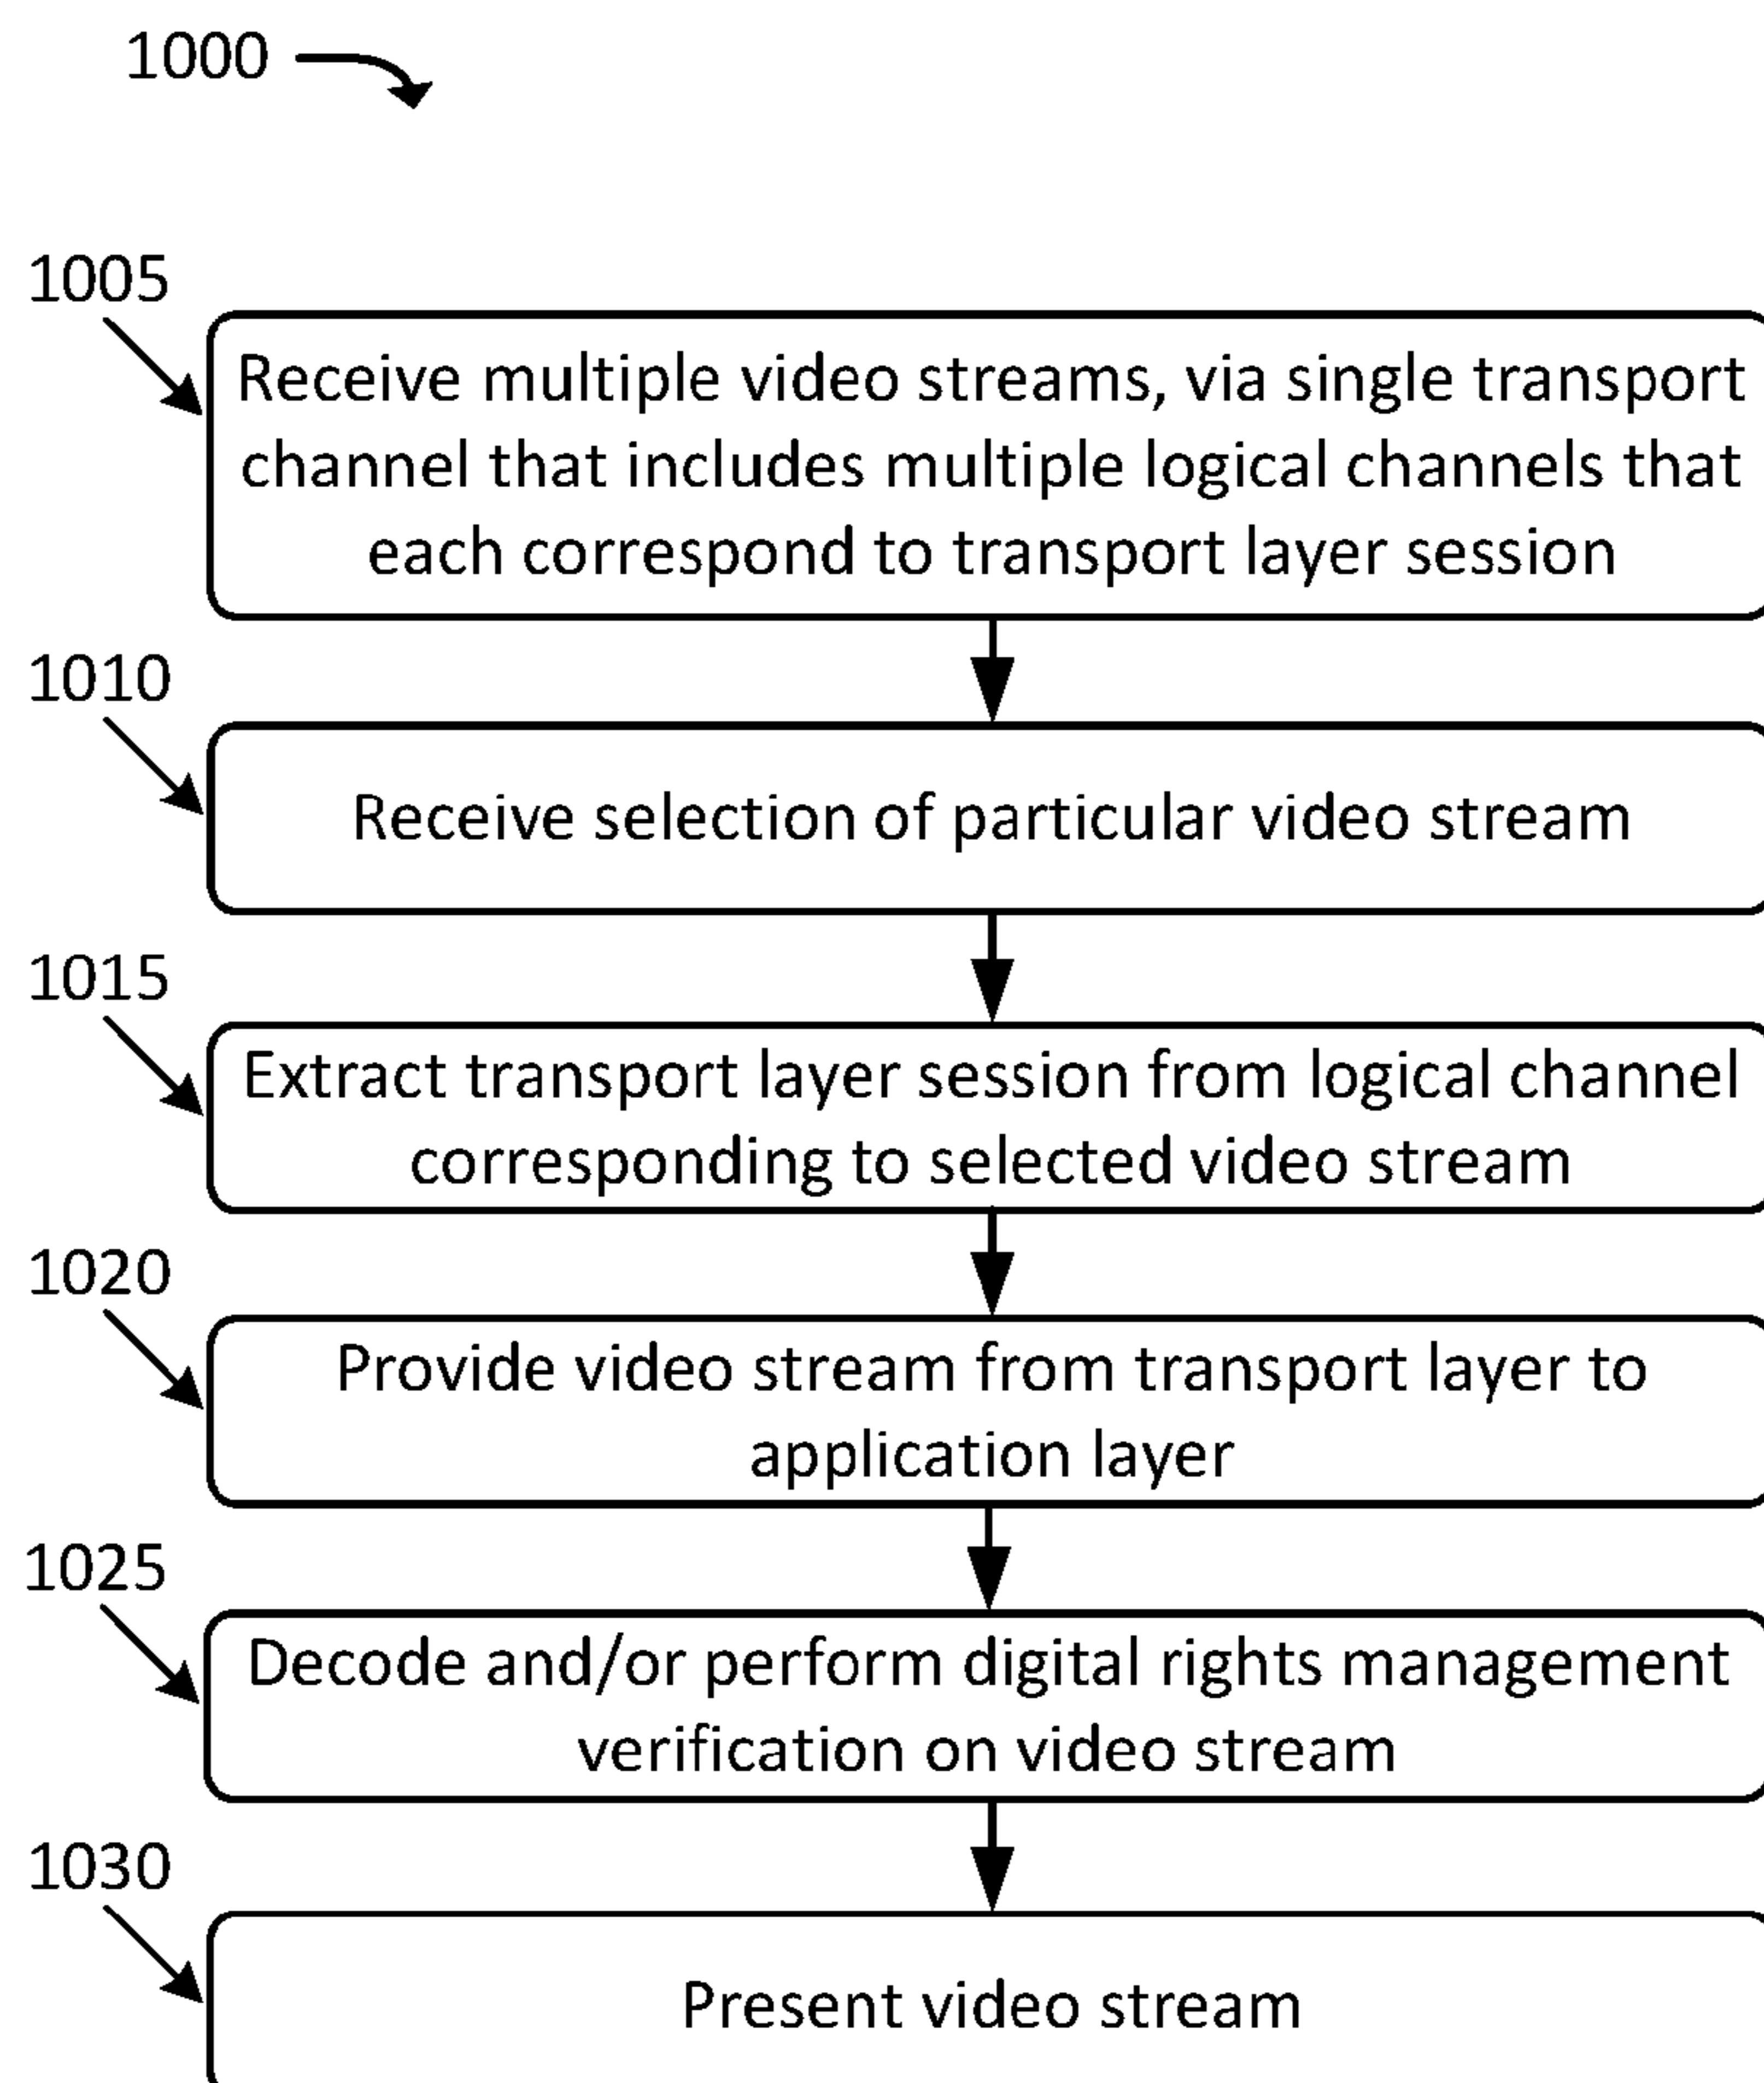 1000
1005
Receive multiple video streams, via single transport
channel that includes multiple logical channels that
each correspond to transport layer session
1010
Receive selection of particular video stream
1015
Extract transport layer session from logical channel
corresponding to selected video stream
1020
Provide video stream from transport layer to
application layer
1025
Decode and/or perform digital rights management
verification on video stream
1030
Present video stream